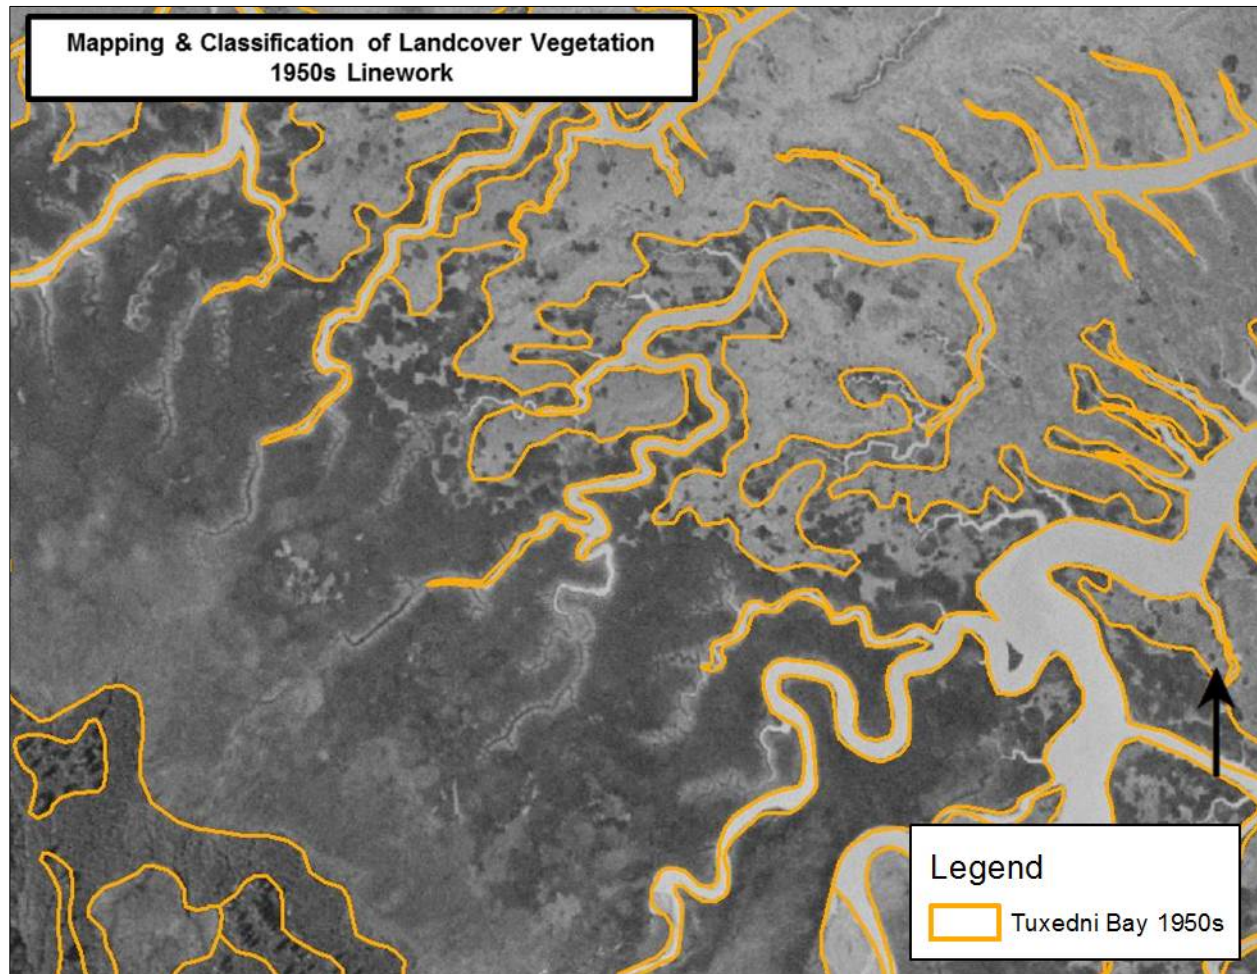 Mapping & Classification of Landcover Vegetation
1950s Linework
Legend
Tuxedni Bay 1950s